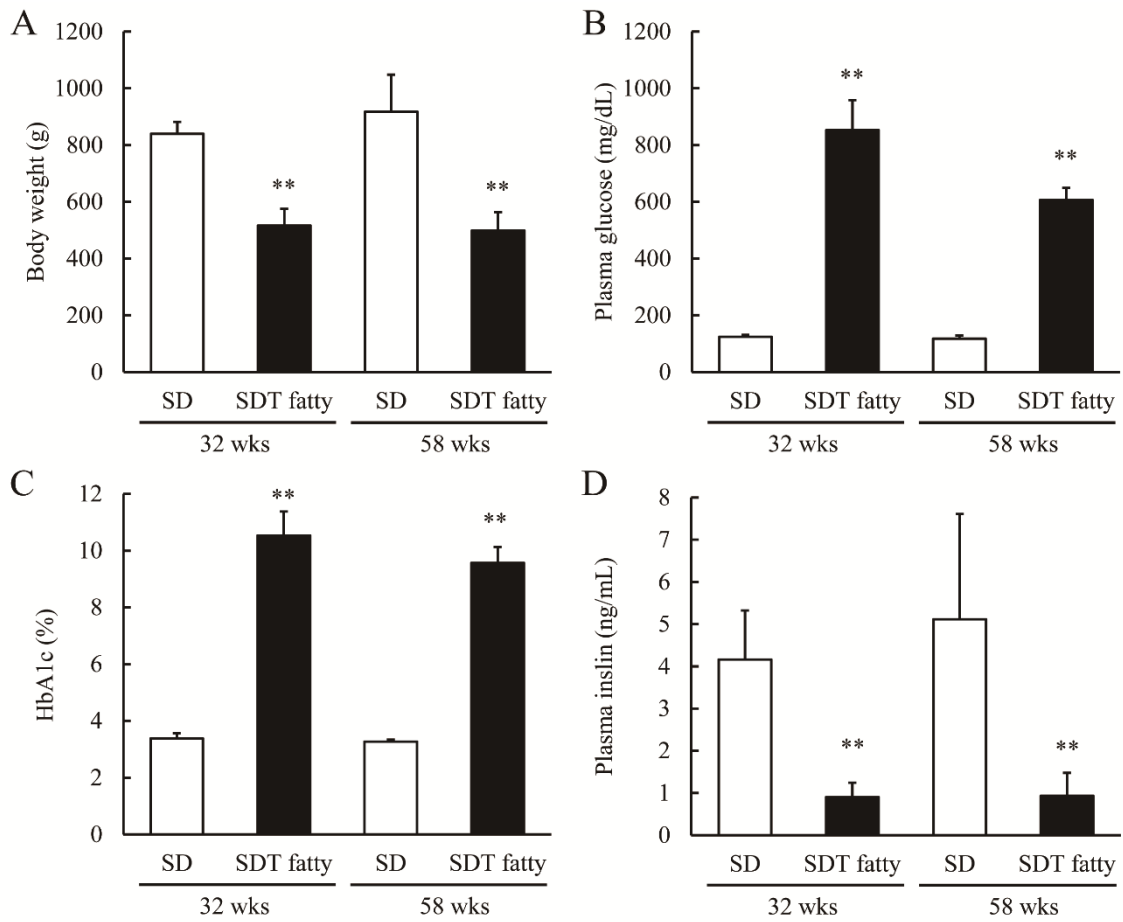 A
Body weight (g)
1200
1000
800
600
400
200
0
**
**
SD SDT fatty SD SDT fatty
32 wks 58 wks
B
Plasma glucose (mg/dL)
1200
1000
800
600
400
200
0
**
**
SD SDT fatty SD SDT fatty
32 wks 58 wks
C
HbA1c (%)
12
10
8
6
4
2
0
**
**
SD SDT fatty SD SDT fatty
32 wks 58 wks
D
Plasma inslin (ng/mL)
8
7
6
5
4
3
2
1
0
**
**
SD SDT fatty SD SDT fatty
32 wks 58 wks